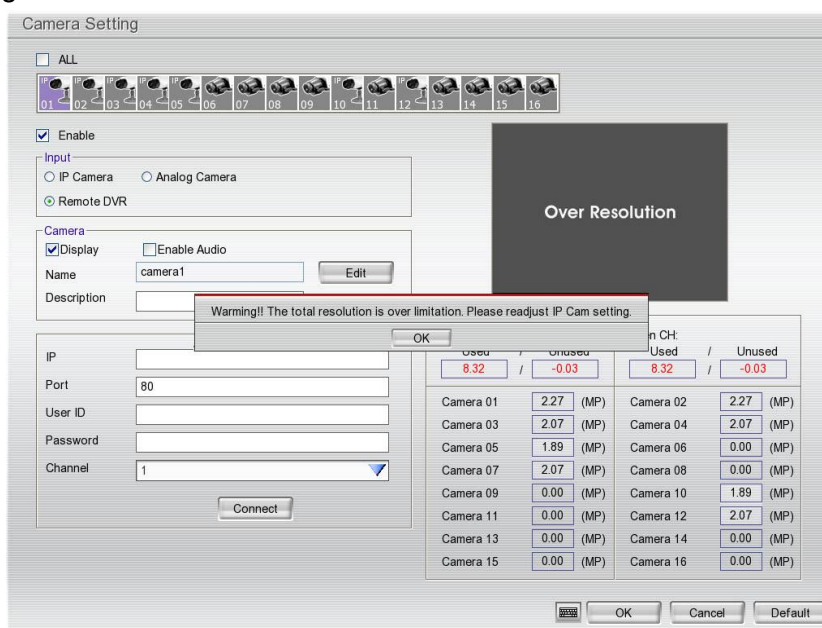 Camera Setting
ALL
IP 01 IP 02 IP 03 IP 04 IP 05 06 07 08 09 IP 10 11 IP 12 13 14 15 16
Enable
Input
IP Camera Analog Camera
Remote DVR
Over Resolution
Camera
Display Enable Audio
Name camera1 Edit
Description
Warming!! The total resolution is over limitation. Please readjust IP Cam setting.
OK
n CH:
Used / Unused Used / Unused
8.32 / -0.03 8.32 / -0.03
IP
Port 80
User ID
Password
Channel 1
Connect
Camera 01 2.27 (MP) Camera 02 2.27 (MP)
Camera 03 2.07 (MP) Camera 04 2.07 (MP)
Camera 05 1.89 (MP) Camera 06 0.00 (MP)
Camera 07 2.07 (MP) Camera 08 0.00 (MP)
Camera 09 0.00 (MP) Camera 10 1.89 (MP)
Camera 11 0.00 (MP) Camera 12 2.07 (MP)
Camera 13 0.00 (MP) Camera 14 0.00 (MP)
Camera 15 0.00 (MP) Camera 16 0.00 (MP)
OK Cancel Default